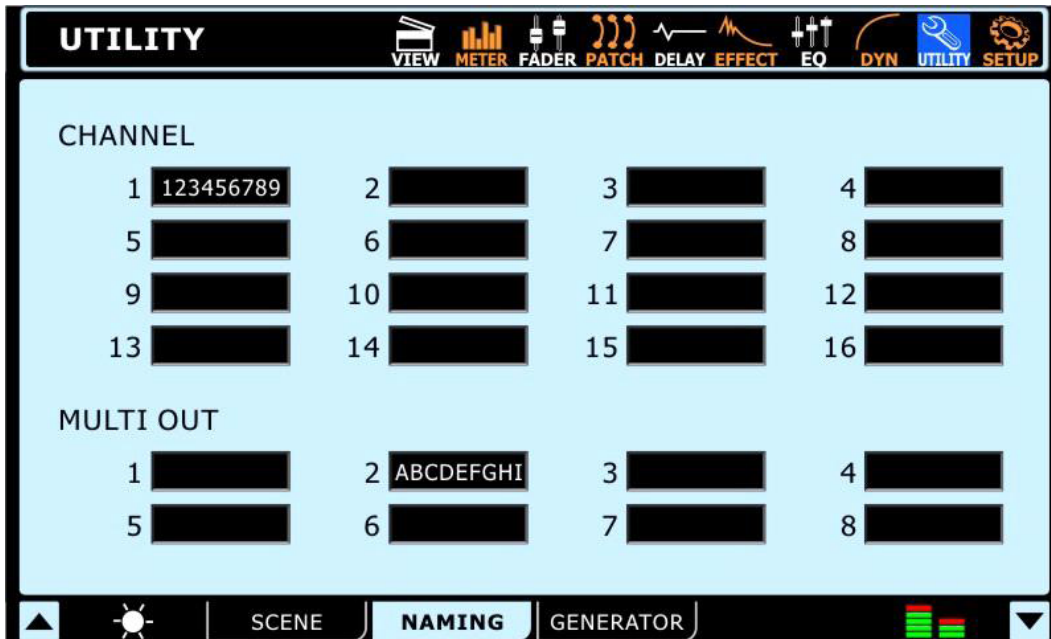 UTILITY
VIEW METER FADER PATCH DELAY EFFECT EQ DYN UTILITY SETUP
CHANNEL
1 123456789 2 3 4
5 6 7 8
9 10 11 12
13 14 15 16
MULTI OUT
1 2 ABCDEFGHI 3 4
5 6 7 8
SCENE NAMING GENERATOR